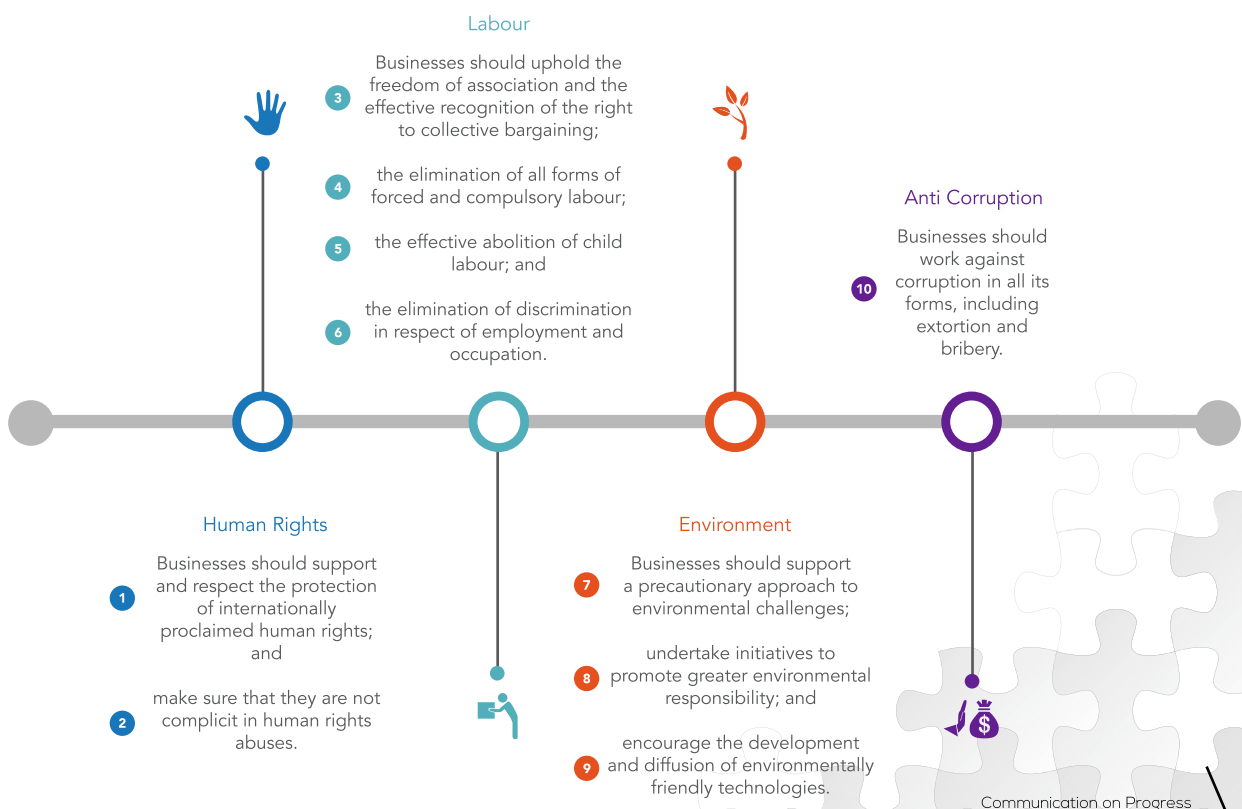 Labour
3
Businesses should uphold the
freedom of association and the
effective recognition of the right
to collective bargaining;
4
the elimination of all forms of
forced and compulsory labour;
5
the effective abolition of child
labour; and
6
the elimination of discrimination
in respect of employment and
occupation.
Anti Corruption
10
Businesses should
work against
corruption in all its
forms, including
extortion and
bribery.
Human Rights
1
Businesses should support
and respect the protection
of internationally
proclaimed human rights;
and
2
make sure that they are not
complicit in human rights
abuses.
Environment
7
Businesses should support
a precautionary approach to
environmental challenges;
8
undertake initiatives to
promote greater environmental
responsibility; and
9
encourage the development
and diffusion of environmentally
friendly technologies.
$
Communication on Progress